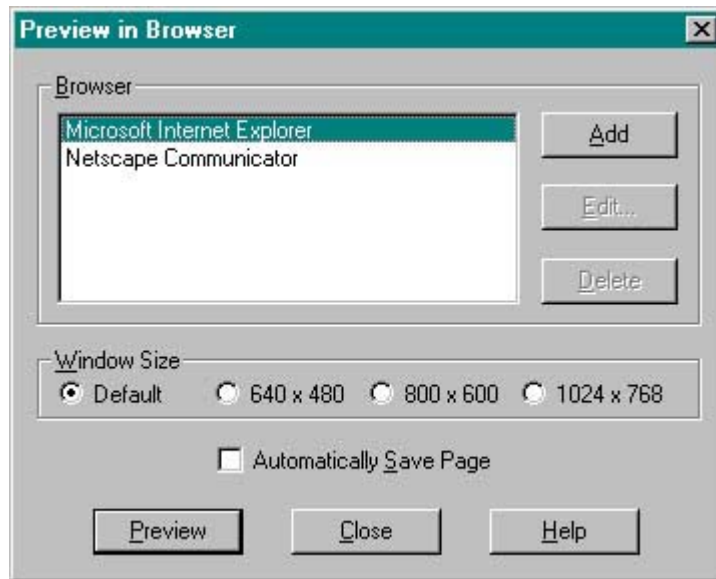 Preview in Browser
Browser
Microsoft Internet Explorer
Netscape Communicator
Add
Edit...
Delete
Window Size
Default 640 x 480 800 x 600 1024 x 768
Automatically Save Page
Preview Close Help